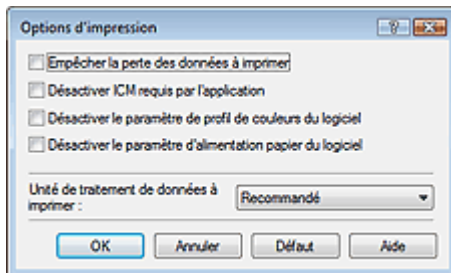 Options d'impression
Empêcher la perte des données à imprimer
Désactiver ICM requis par l'application
Désactiver le paramètre de profil de couleurs du logiciel
Désactiver le paramètre d'alimentation papier du logiciel
Unité de traitement de données à
imprimer :
Recommandé
OK
Annuler
Défaut
Aide